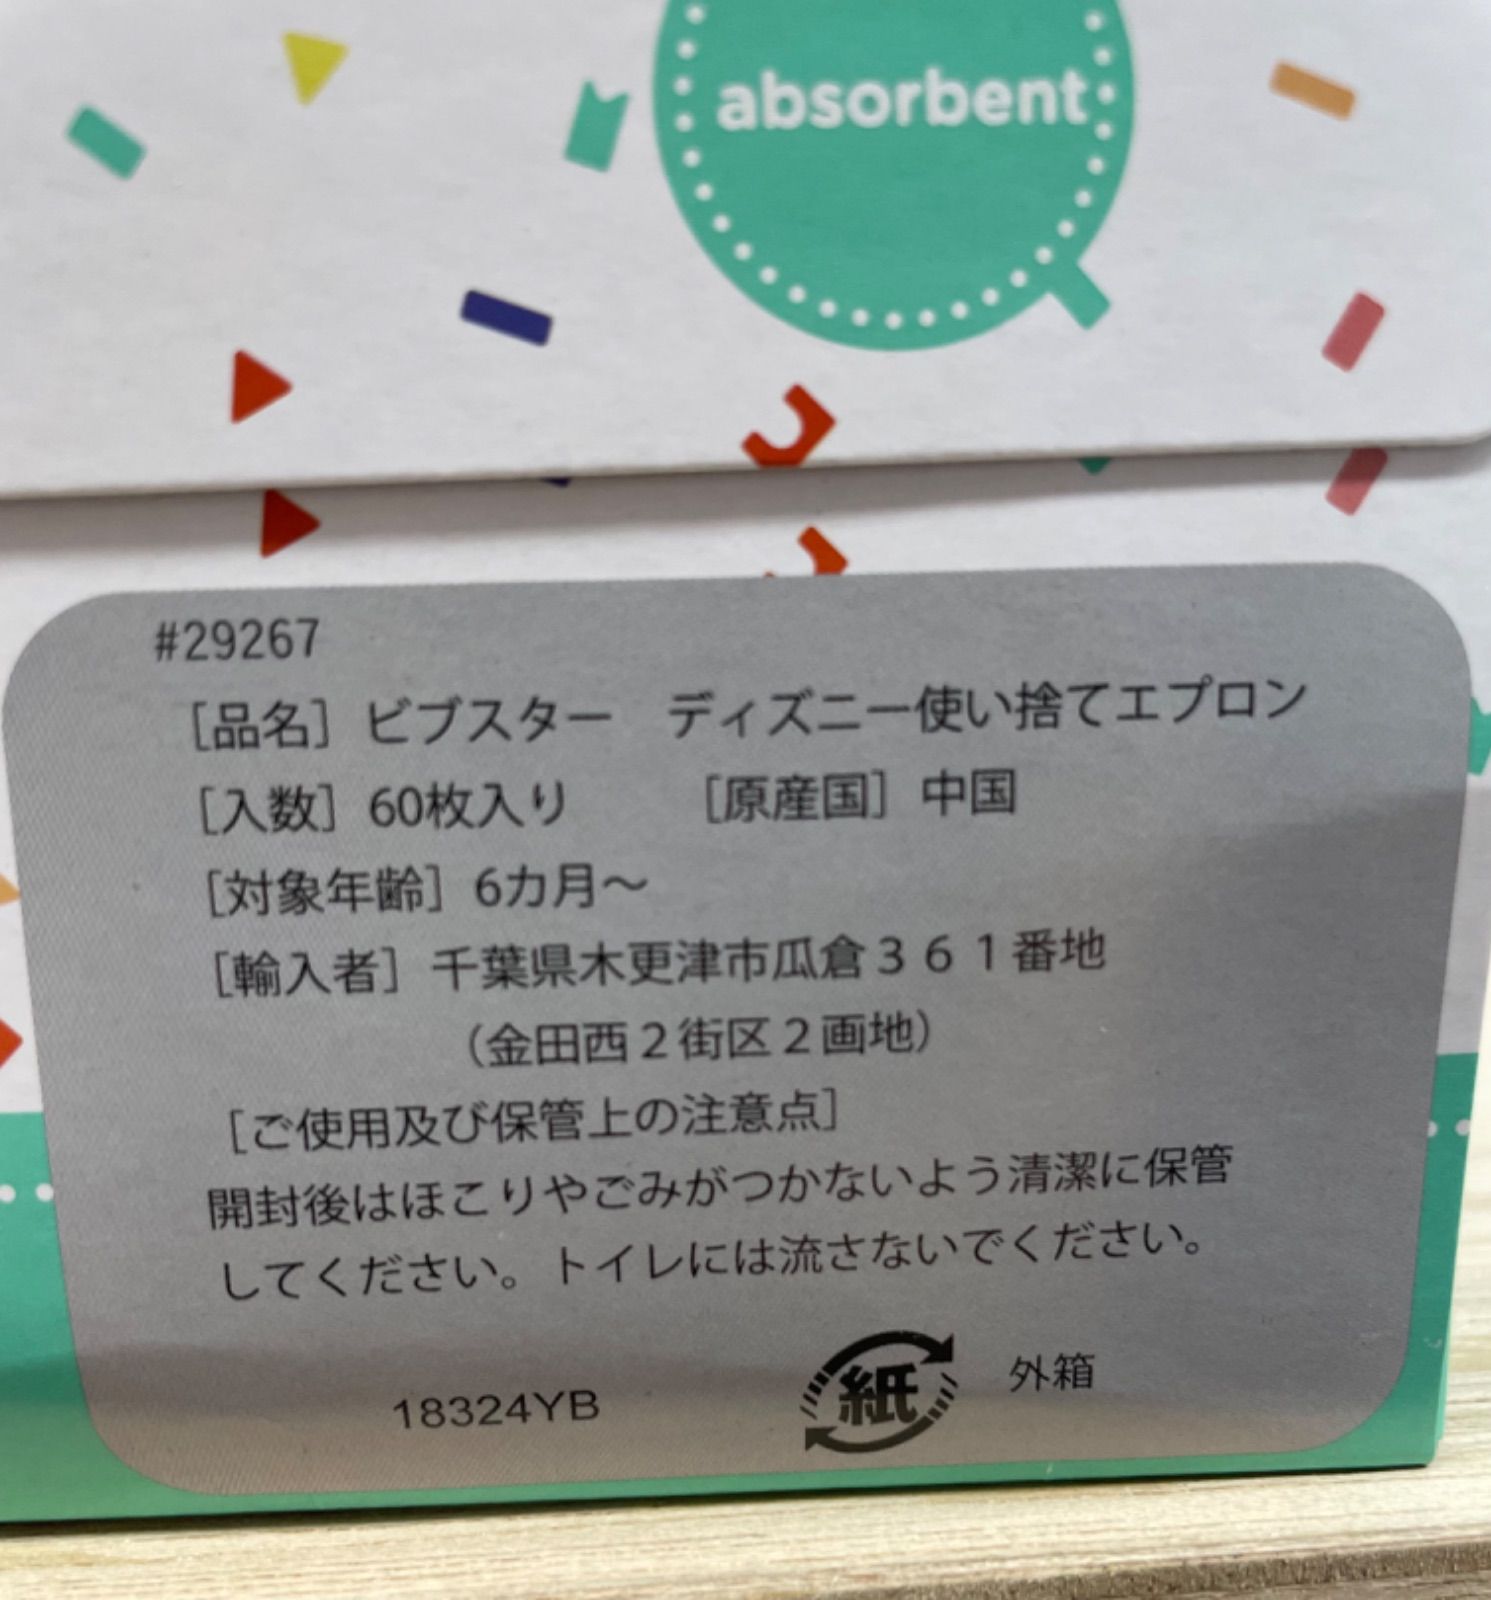 absorbent
#29267
［品名］ビブスター　ディズニー使い捨てエプロン
［入数］60枚入り　　［原産国］中国
［対象年齢］6カ月〜
［輸入者］千葉県木更津市瓜倉３６１番地
（金田西２街区２画地）
［ご使用及び保管上の注意点］
開封後はほこりやごみがつかないよう清潔に保管
してください。トイレには流さないでください。
18324YB　紙　外箱